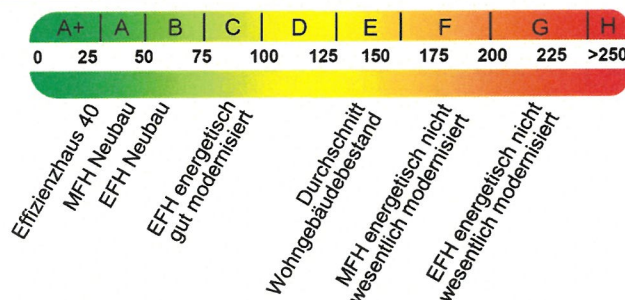 A+ A B C D E F G H
0 25 50 75 100 125 150 175 200 225 >250
Effizienzhaus 40
MFH Neubau
EFH Neubau
EFH energetisch
gut modernisiert
Durchschnitt
Wohngebäudebestand
MFH energetisch nicht
wesentlich modernisiert
EFH energetisch nicht
wesentlich modernisiert